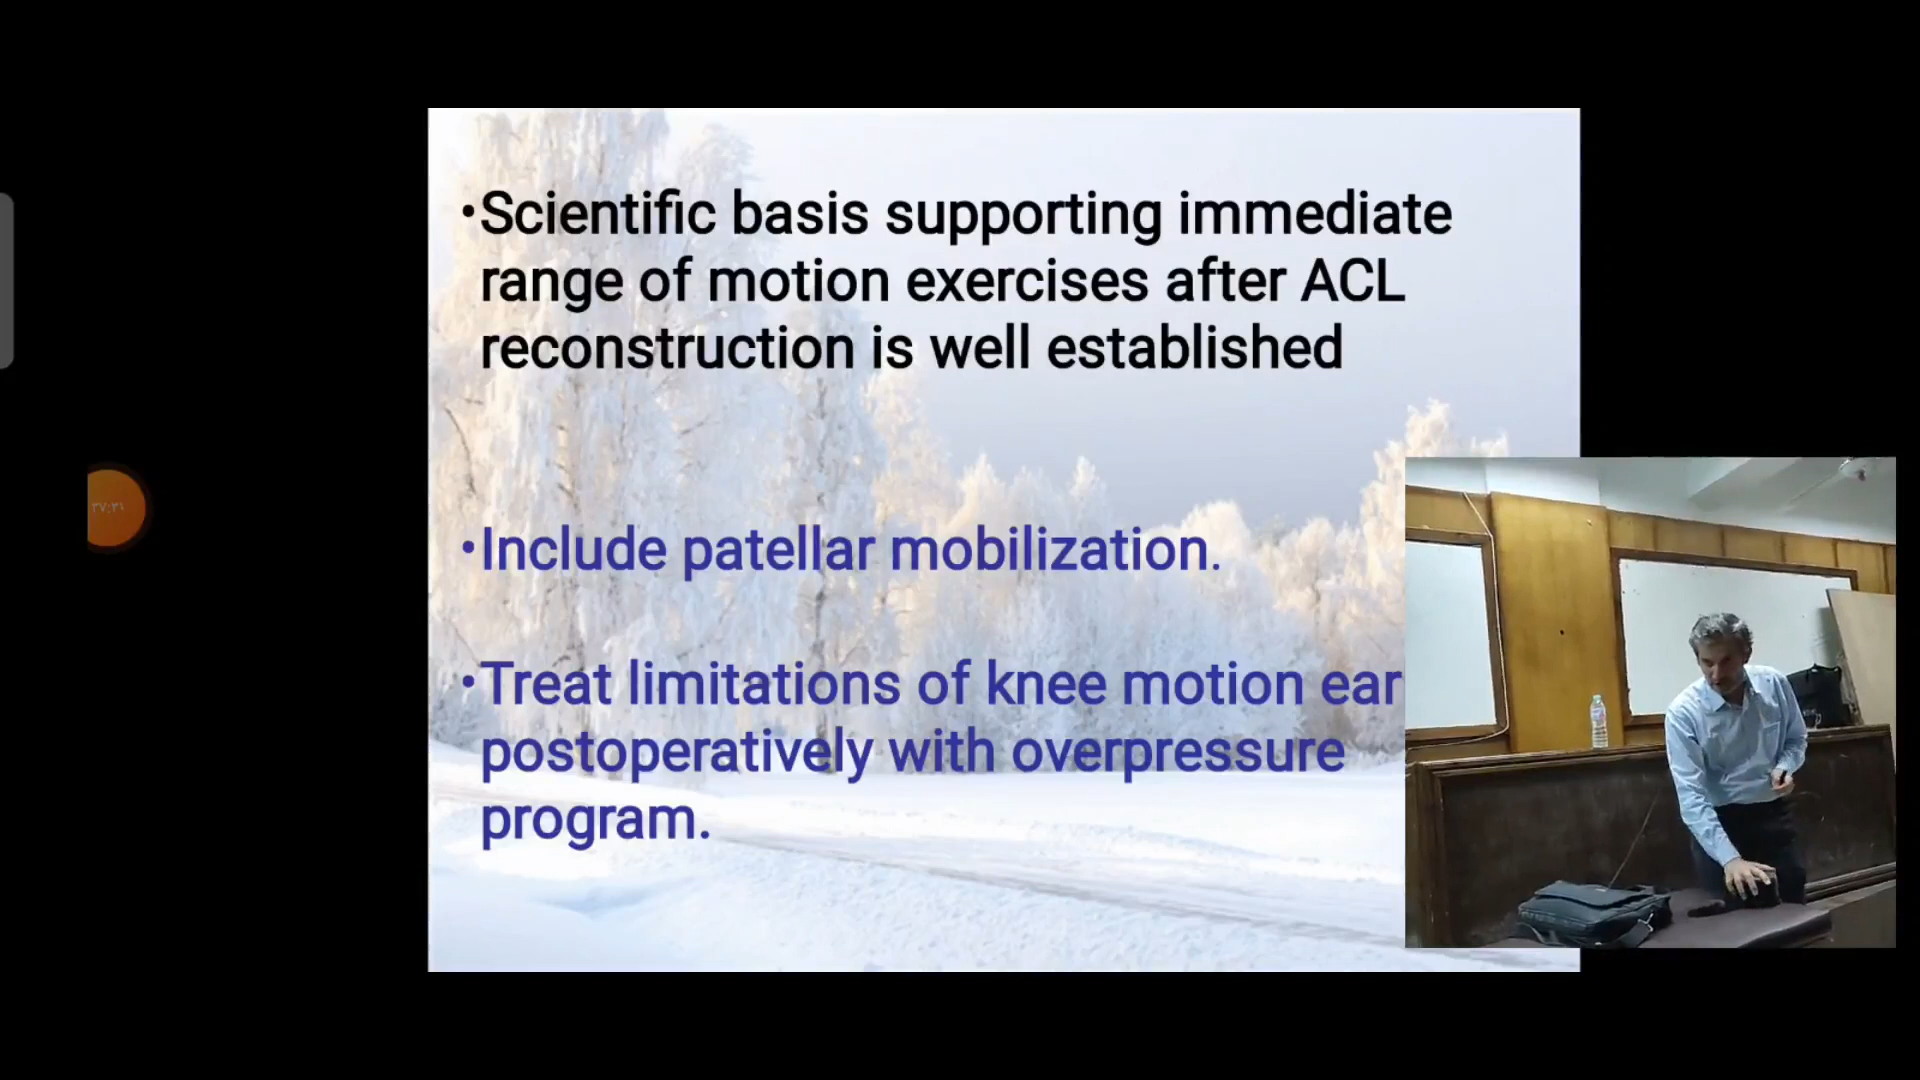 •Scientific basis supporting immediate
range of motion exercises after ACL
reconstruction is well established
•Include patellar mobilization.
•Treat limitations of knee motion ear
postoperatively with overpressure
program.